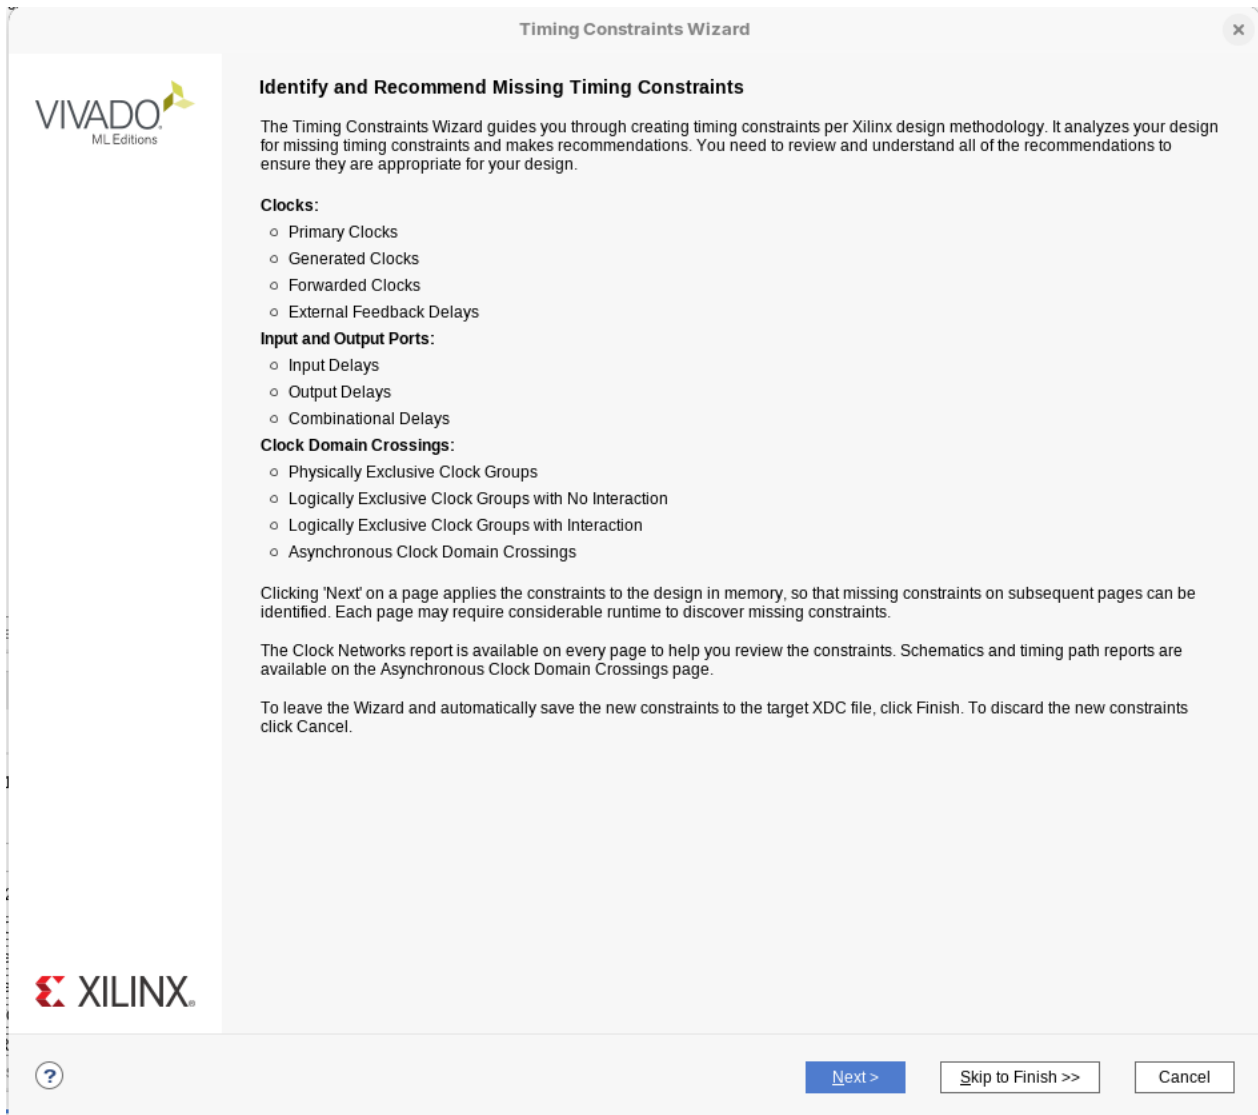 Timing Constraints Wizard
VIVADO
ML Editions
Identify and Recommend Missing Timing Constraints
The Timing Constraints Wizard guides you through creating timing constraints per Xilinx design methodology. It analyzes your design
for missing timing constraints and makes recommendations. You need to review and understand all of the recommendations to
ensure they are appropriate for your design.
Clocks:
Primary Clocks
Generated Clocks
Forwarded Clocks
External Feedback Delays
Input and Output Ports:
Input Delays
Output Delays
Combinational Delays
Clock Domain Crossings:
Physically Exclusive Clock Groups
Logically Exclusive Clock Groups with No Interaction
Logically Exclusive Clock Groups with Interaction
Asynchronous Clock Domain Crossings
Clicking 'Next' on a page applies the constraints to the design in memory, so that missing constraints on subsequent pages can be
identified. Each page may require considerable runtime to discover missing constraints.
The Clock Networks report is available on every page to help you review the constraints. Schematics and timing path reports are
available on the Asynchronous Clock Domain Crossings page.
To leave the Wizard and automatically save the new constraints to the target XDC file, click Finish. To discard the new constraints
click Cancel.
XILINX
?
Next >
Skip to Finish >>
Cancel